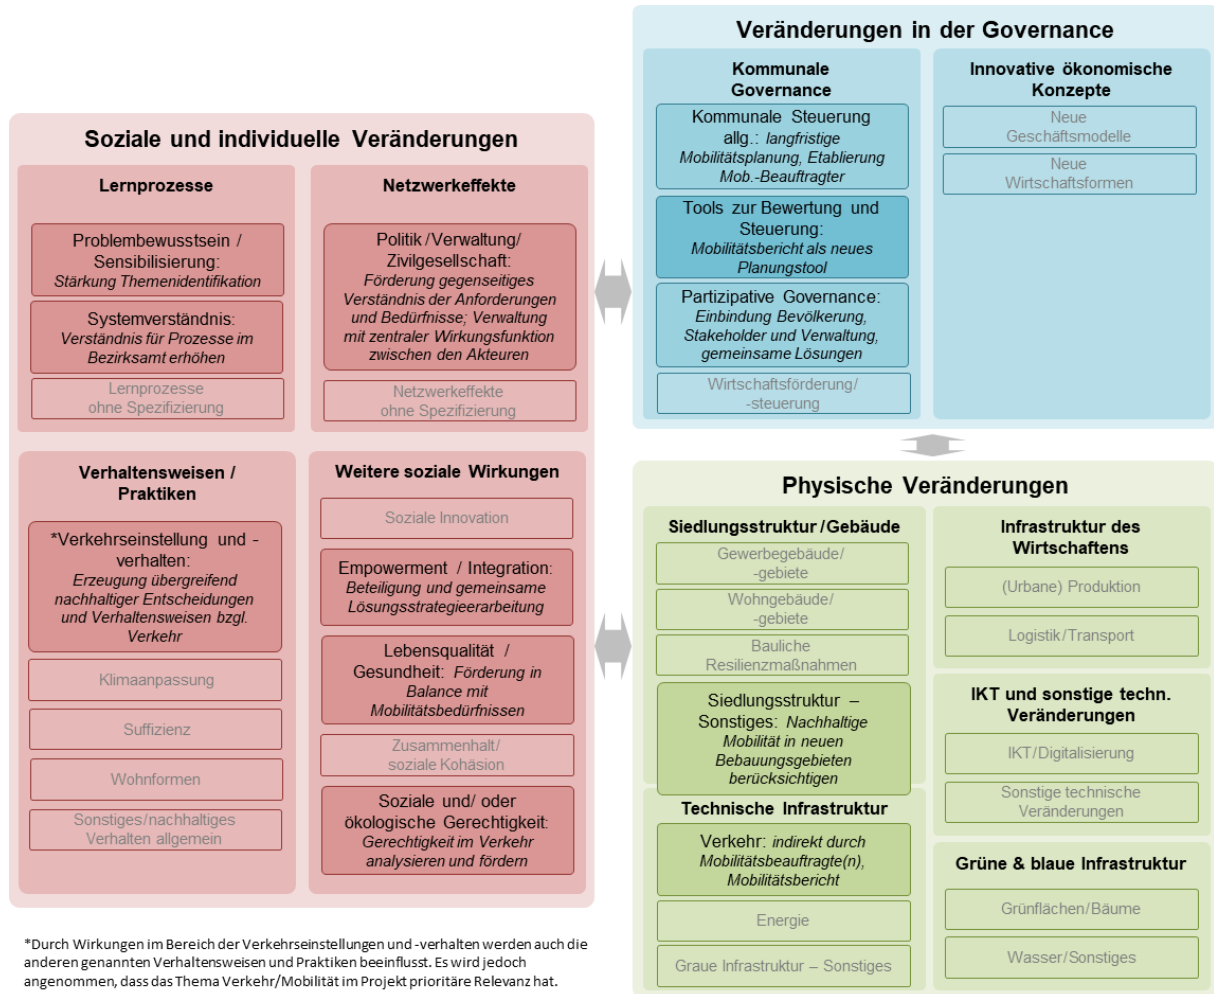 Soziale und individuelle Veränderungen
Lernprozesse
Problembewusstsein /
Sensibilisierung:
Stärkung Themenidentifikation
Systemverständnis:
Verständnis für Prozesse im
Bezirksamt erhöhen
Lernprozesse
ohne Spezifizierung
Netzwerkeffekte
Politik/Verwaltung/
Zivilgesellschaft:
Förderung gegenseitiges
Verständnis der Anforderungen
und Bedürfnisse; Verwaltung
mit zentraler Wirkungsfunktion
zwischen den Akteuren
Netzwerkeffekte
ohne Spezifizierung
Verhaltensweisen /
Praktiken
*Verkehrseinstellung und -
verhalten:
Erzeugung übergreifend
nachhaltiger Entscheidungen
und Verhaltensweisen bzgl.
Verkehr
Klimaanpassung
Suffizienz
Wohnformen
Sonstiges/nachhaltiges
Verhalten allgemein
Weitere soziale Wirkungen
Soziale Innovation
Empowerment / Integration:
Beteiligung und gemeinsame
Lösungsstrategieerarbeitung
Lebensqualität /
Gesundheit: Förderung in
Balance mit
Mobilitätsbedürfnissen
Zusammenhalt/
soziale Kohäsion
Soziale und/ oder
ökologische Gerechtigkeit:
Gerechtigkeit im Verkehr
analysieren und fördern
*Durch Wirkungen im Bereich der Verkehrseinstellungen und -verhalten werden auch die
anderen genannten Verhaltensweisen und Praktiken beeinflusst. Es wird jedoch
angenommen, dass das Thema Verkehr/Mobilität im Projekt prioritäre Relevanz hat.
Veränderungen in der Governance
Kommunale
Governance
Kommunale Steuerung
allg.: langfristige
Mobilitätsplanung, Etablierung
Mob.-Beauftragter
Tools zur Bewertung und
Steuerung:
Mobilitätsbericht als neues
Planungstool
Partizipative Governance:
Einbindung Bevölkerung,
Stakeholder und Verwaltung,
gemeinsame Lösungen
Wirtschaftsförderung/
-steuerung
Innovative ökonomische
Konzepte
Neue
Geschäftsmodelle
Neue
Wirtschaftsformen
Physische Veränderungen
Siedlungsstruktur/Gebäude
Gewerbegebäude/
-gebiete
Wohngebäude/
-gebiete
Bauliche
Resilienzmaßnahmen
Siedlungsstruktur –
Sonstiges: Nachhaltige
Mobilität in neuen
Bebauungsgebieten
berücksichtigen
Technische Infrastruktur
Verkehr: indirekt durch
Mobilitätsbeauftragte(n),
Mobilitätsbericht
Energie
Graue Infrastruktur – Sonstiges
Infrastruktur des
Wirtschaftens
(Urbane) Produktion
Logistik/Transport
IKT und sonstige techn.
Veränderungen
IKT/Digitalisierung
Sonstige technische
Veränderungen
Grüne & blaue Infrastruktur
Grünflächen/Bäume
Wasser/Sonstiges